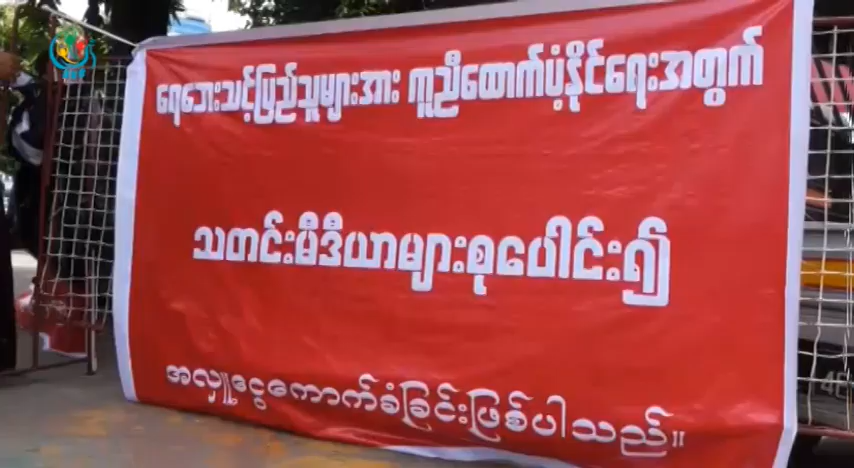 ရေဘေးသင့်ပြည်သူများအား ကူညီထောက်ပံ့နိုင်ရေးအတွက်
သတင်းမီဒီယာများစုပေါင်း၍
အလှူငွေကောက်ခံခြင်းဖြစ်ပါသည်။